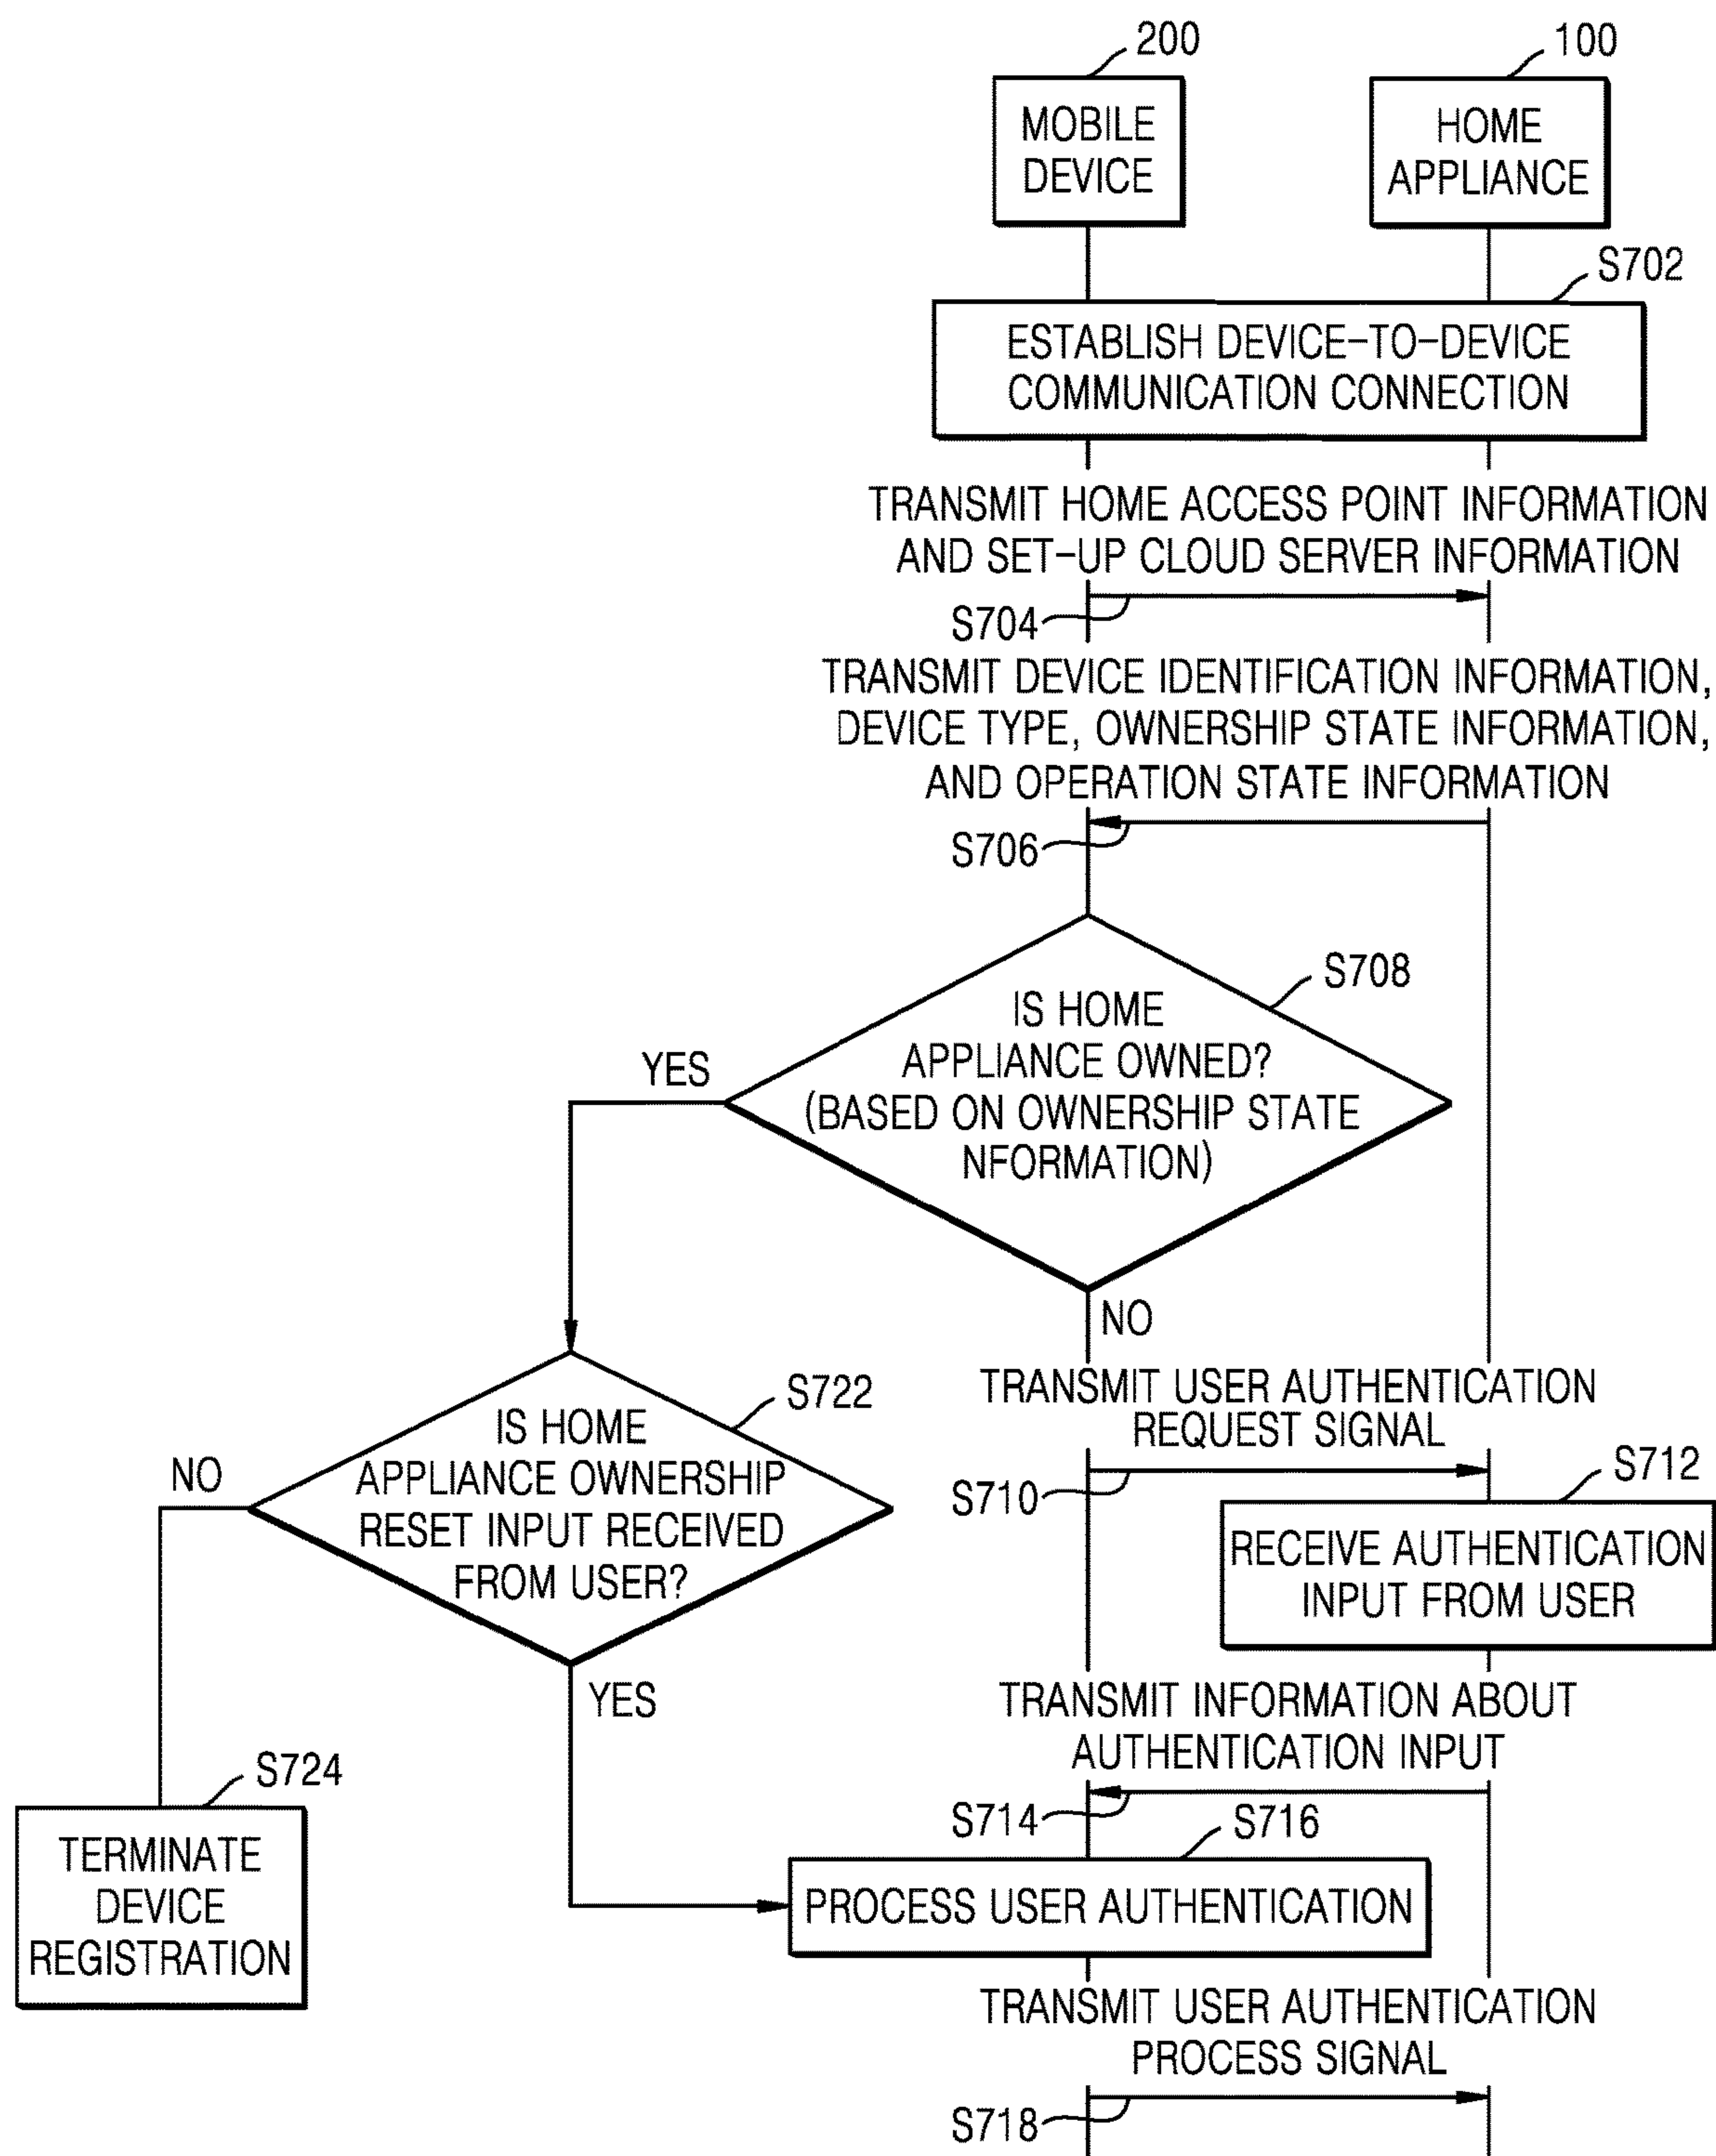 200
100
MOBILE
DEVICE
HOME
APPLIANCE
S702
ESTABLISH DEVICE-TO-DEVICE
COMMUNICATION CONNECTION
TRANSMIT HOME ACCESS POINT INFORMATION
AND SET-UP CLOUD SERVER INFORMATION
S704
TRANSMIT DEVICE IDENTIFICATION INFORMATION,
DEVICE TYPE, OWNERSHIP STATE INFORMATION,
AND OPERATION STATE INFORMATION
S706
S708
IS HOME
APPLIANCE OWNED?
(BASED ON OWNERSHIP STATE
NFORMATION)
YES
NO
S722
IS HOME
APPLIANCE OWNERSHIP
RESET INPUT RECEIVED
FROM USER?
NO
YES
TRANSMIT USER AUTHENTICATION
REQUEST SIGNAL
S710
S712
RECEIVE AUTHENTICATION
INPUT FROM USER
TRANSMIT INFORMATION ABOUT
AUTHENTICATION INPUT
S714
S716
PROCESS USER AUTHENTICATION
S724
TERMINATE
DEVICE
REGISTRATION
TRANSMIT USER AUTHENTICATION
PROCESS SIGNAL
S718